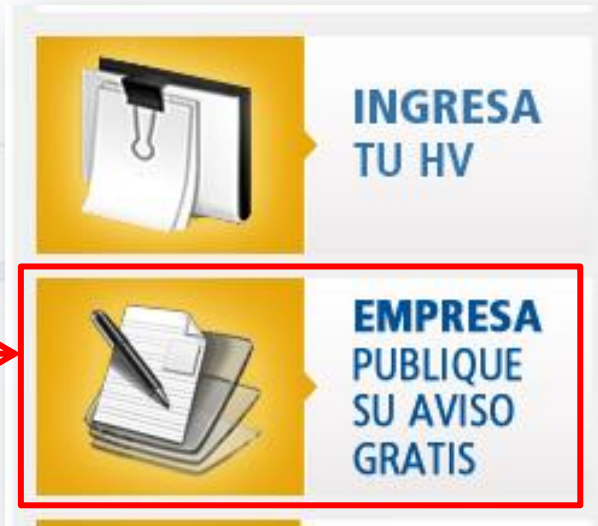 INGRESA
TU HV
EMPRESA
PUBLIQUE
SU AVISO
GRATIS